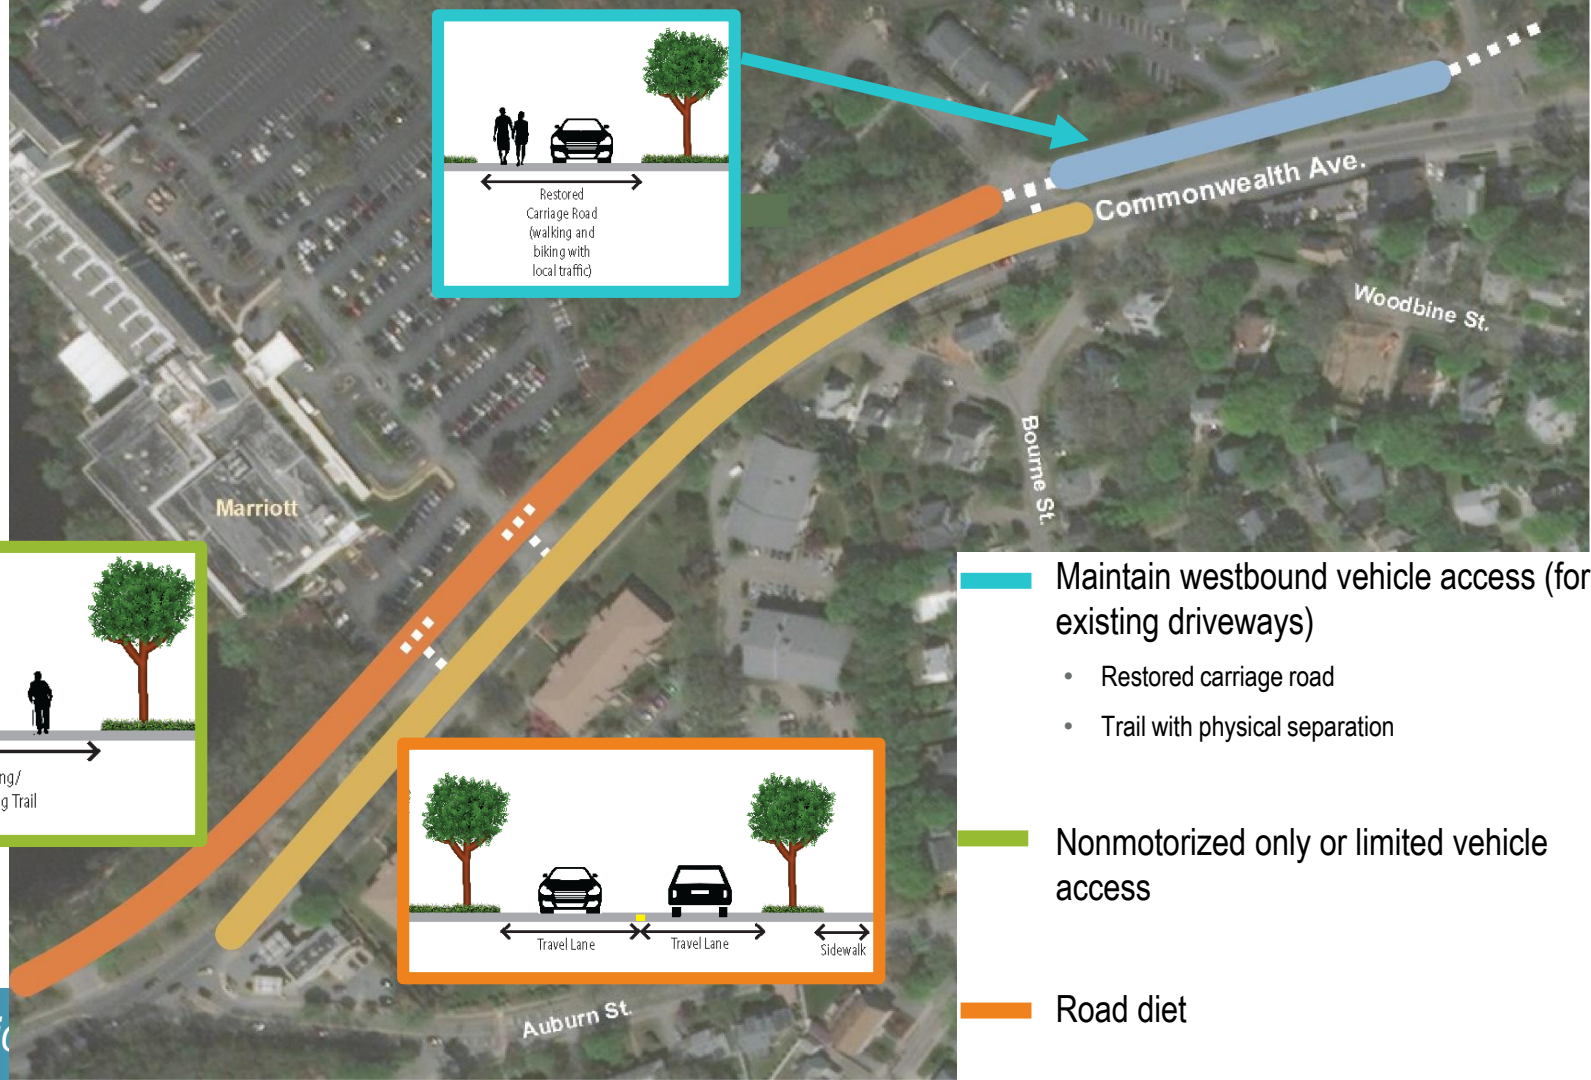 Restored
Carriage Road
(walking and
biking with
local traffic)
Commonwealth Ave.
Woodbine St.
Bourne St.
Marriott
ng/
g Trail
Travel Lane
Travel Lane
Sidewalk
Auburn St.
Maintain westbound vehicle access (for
existing driveways)
• Restored carriage road
• Trail with physical separation
Nonmotorized only or limited vehicle
access
Road diet